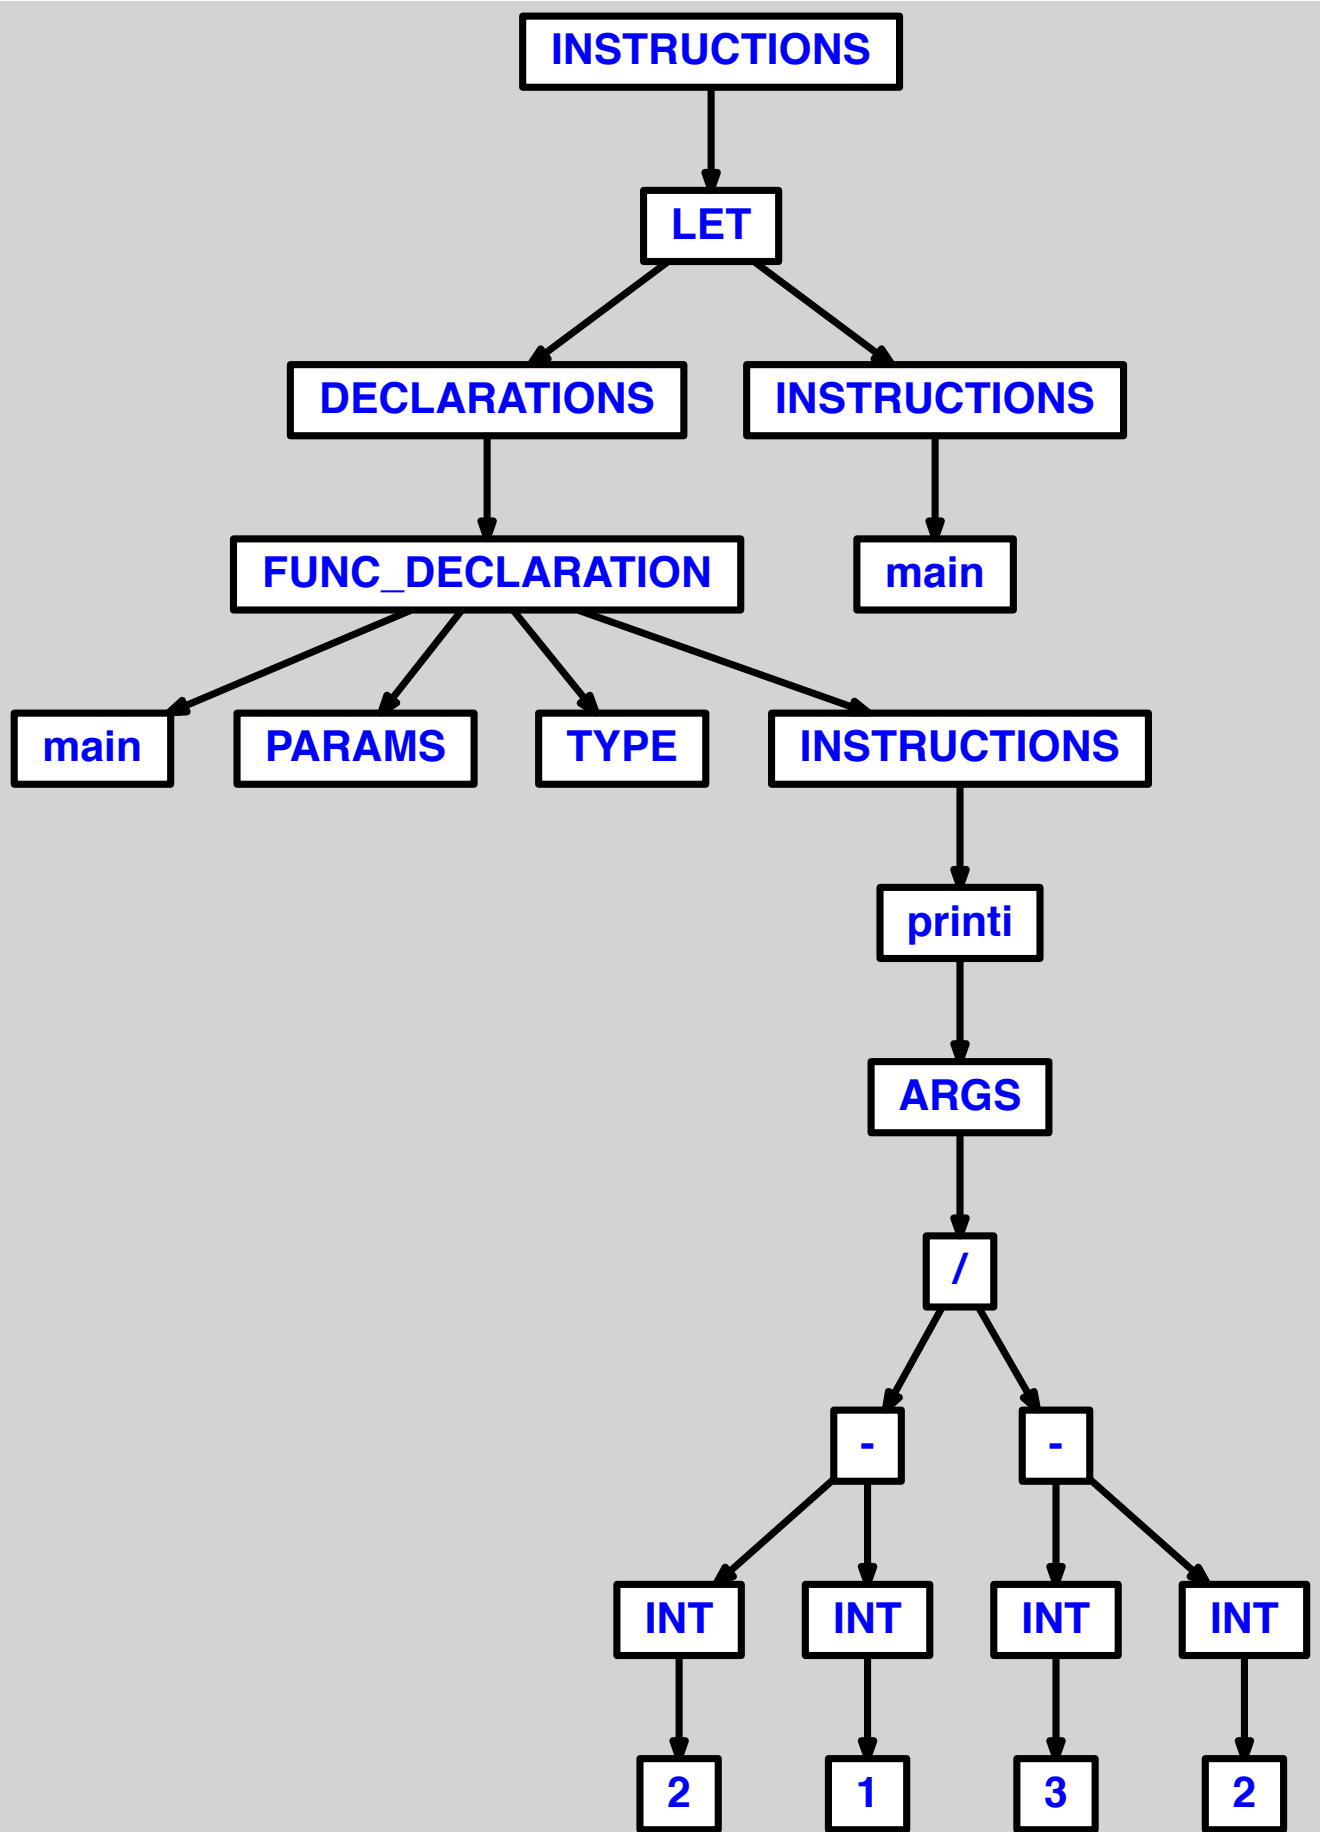 INSTRUCTIONS
LET
DECLARATIONS
INSTRUCTIONS
FUNC_DECLARATION
main
main
PARAMS
TYPE
INSTRUCTIONS
printi
ARGS
/
-
-
INT
INT
INT
INT
2
1
3
2